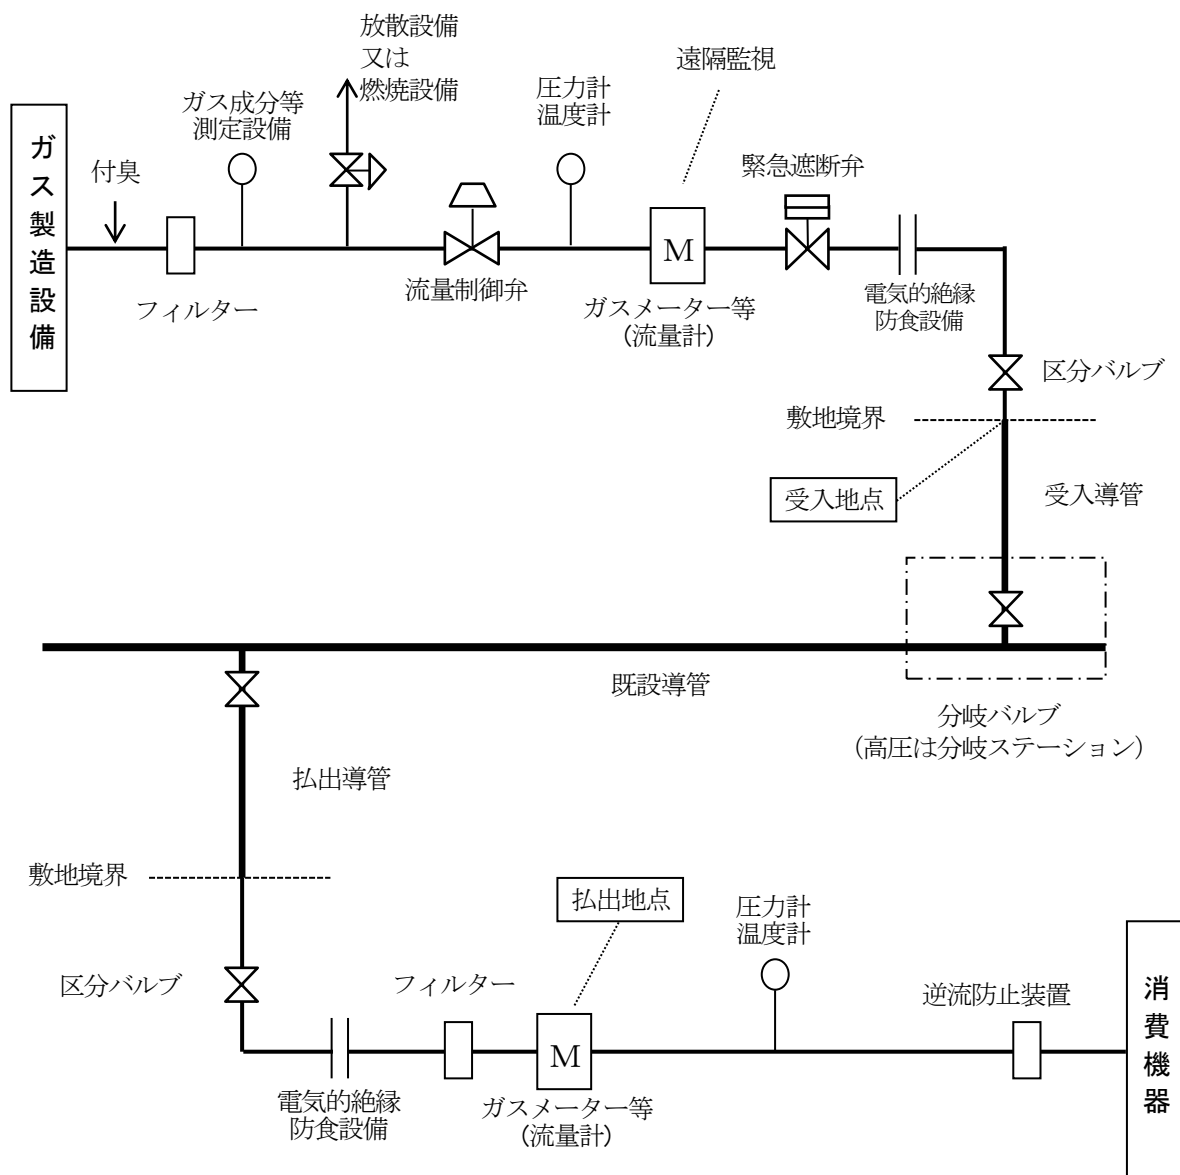 放散設備
又は
燃焼設備
遠隔監視
圧力計
温度計
ガス成分等
測定設備
ガス製造設備
付臭
緊急遮断弁
M
フィルター
流量制御弁
ガスメーター等
(流量計)
電気的絶縁
防食設備
区分バルブ
敷地境界
受入地点
受入導管
既設導管
分岐バルブ
(高圧は分岐ステーション)
払出導管
敷地境界
払出地点
圧力計
温度計
区分バルブ
フィルター
逆流防止装置
消費機器
M
電気的絶縁
防食設備
ガスメーター等
(流量計)